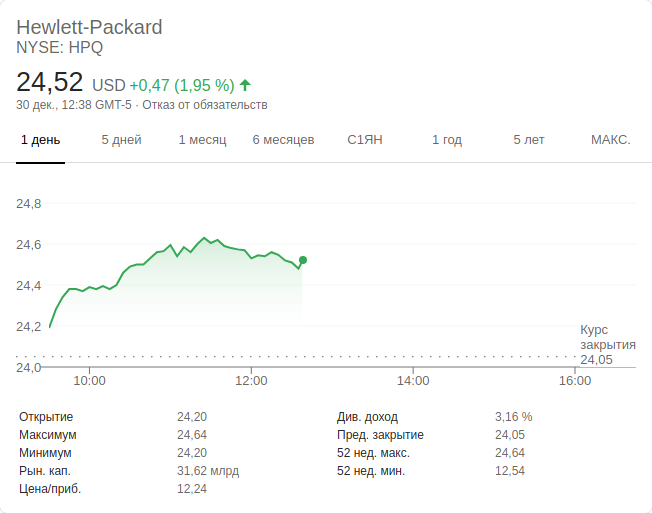 Hewlett-Packard
NYSE: HPQ
24,52 USD +0,47 (1,95 %)
30 дек., 12:38 GMT-5 · Отказ от обязательств
1 день 5 дней 1 месяц 6 месяцев С1ЯН 1 год 5 лет МАКС.
24,8
24,6
24,4
24,2
24,0
Курс
закрытия
24,05
10:00 12:00 14:00 16:00
Открытие 24,20 Див. доход 3,16 %
Максимум 24,64 Пред. закрытие 24,05
Минимум 24,20 52 нед. макс. 24,64
Рын. кап. 31,62 млрд 52 нед. мин. 12,54
Цена/приб. 12,24